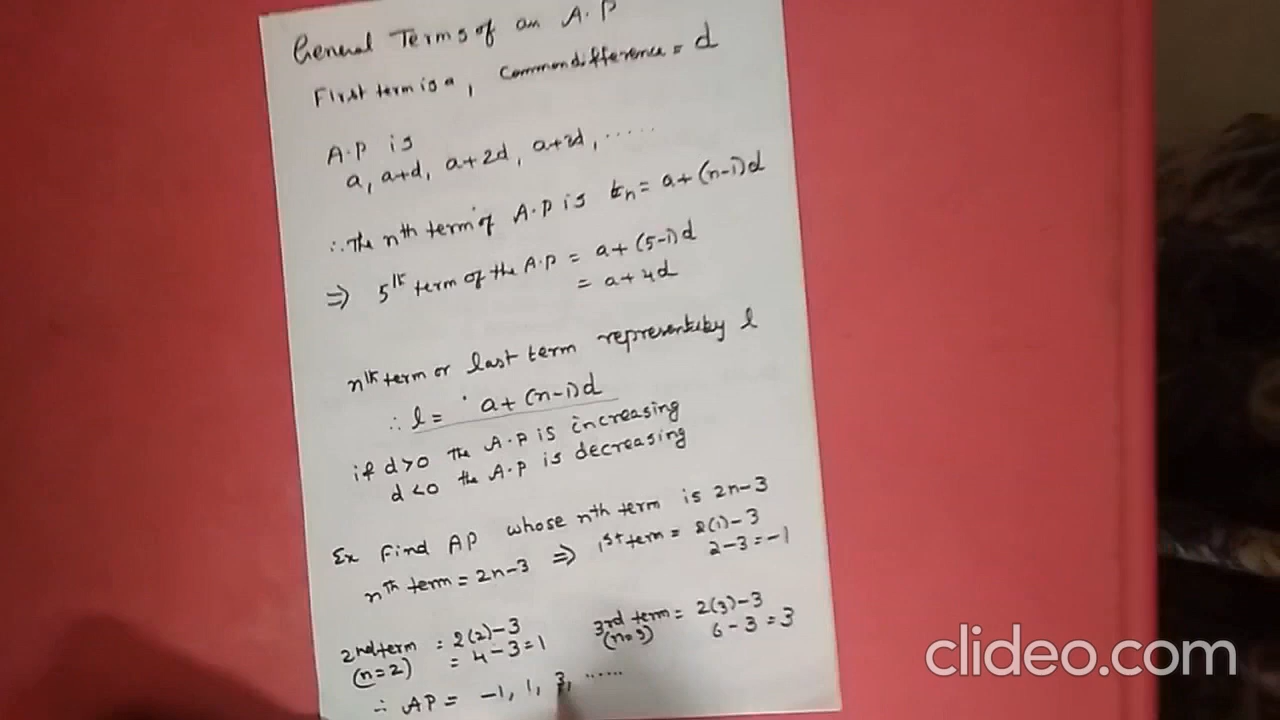 General Terms of an A.P
First term is a, Common difference = d
A.P is
a, a+d, a+2d, a+3d, ......
∴ The nth term of A.P is tn = a+(n-1)d
⇒ 5th term of the A.P = a+(5-1)d
= a+4d
nth term or last term represented by l
∴ l = a+(n-1)d
if d>0 the A.P is increasing
d<0 the A.P is decreasing
Ex Find AP whose nth term is 2n-3
nth term = 2n-3 ⇒ 1st term = 2(1)-3
2-3=-1
2nd term = 2(2)-3
(n=2) = 4-3=1
3rd term = 2(3)-3
(n=3) 6-3=3
∴ AP = -1, 1, 3, ......
clideo.com